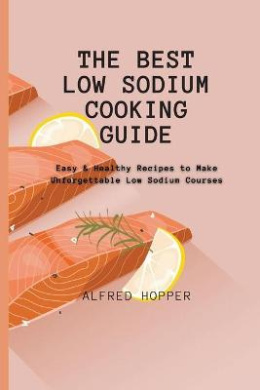 THE BEST
LOW SODIUM
COOKING
GUIDE
Easy & Healthy Recipes to Make
Unforgettable Low Sodium Courses
ALFRED HOPPER